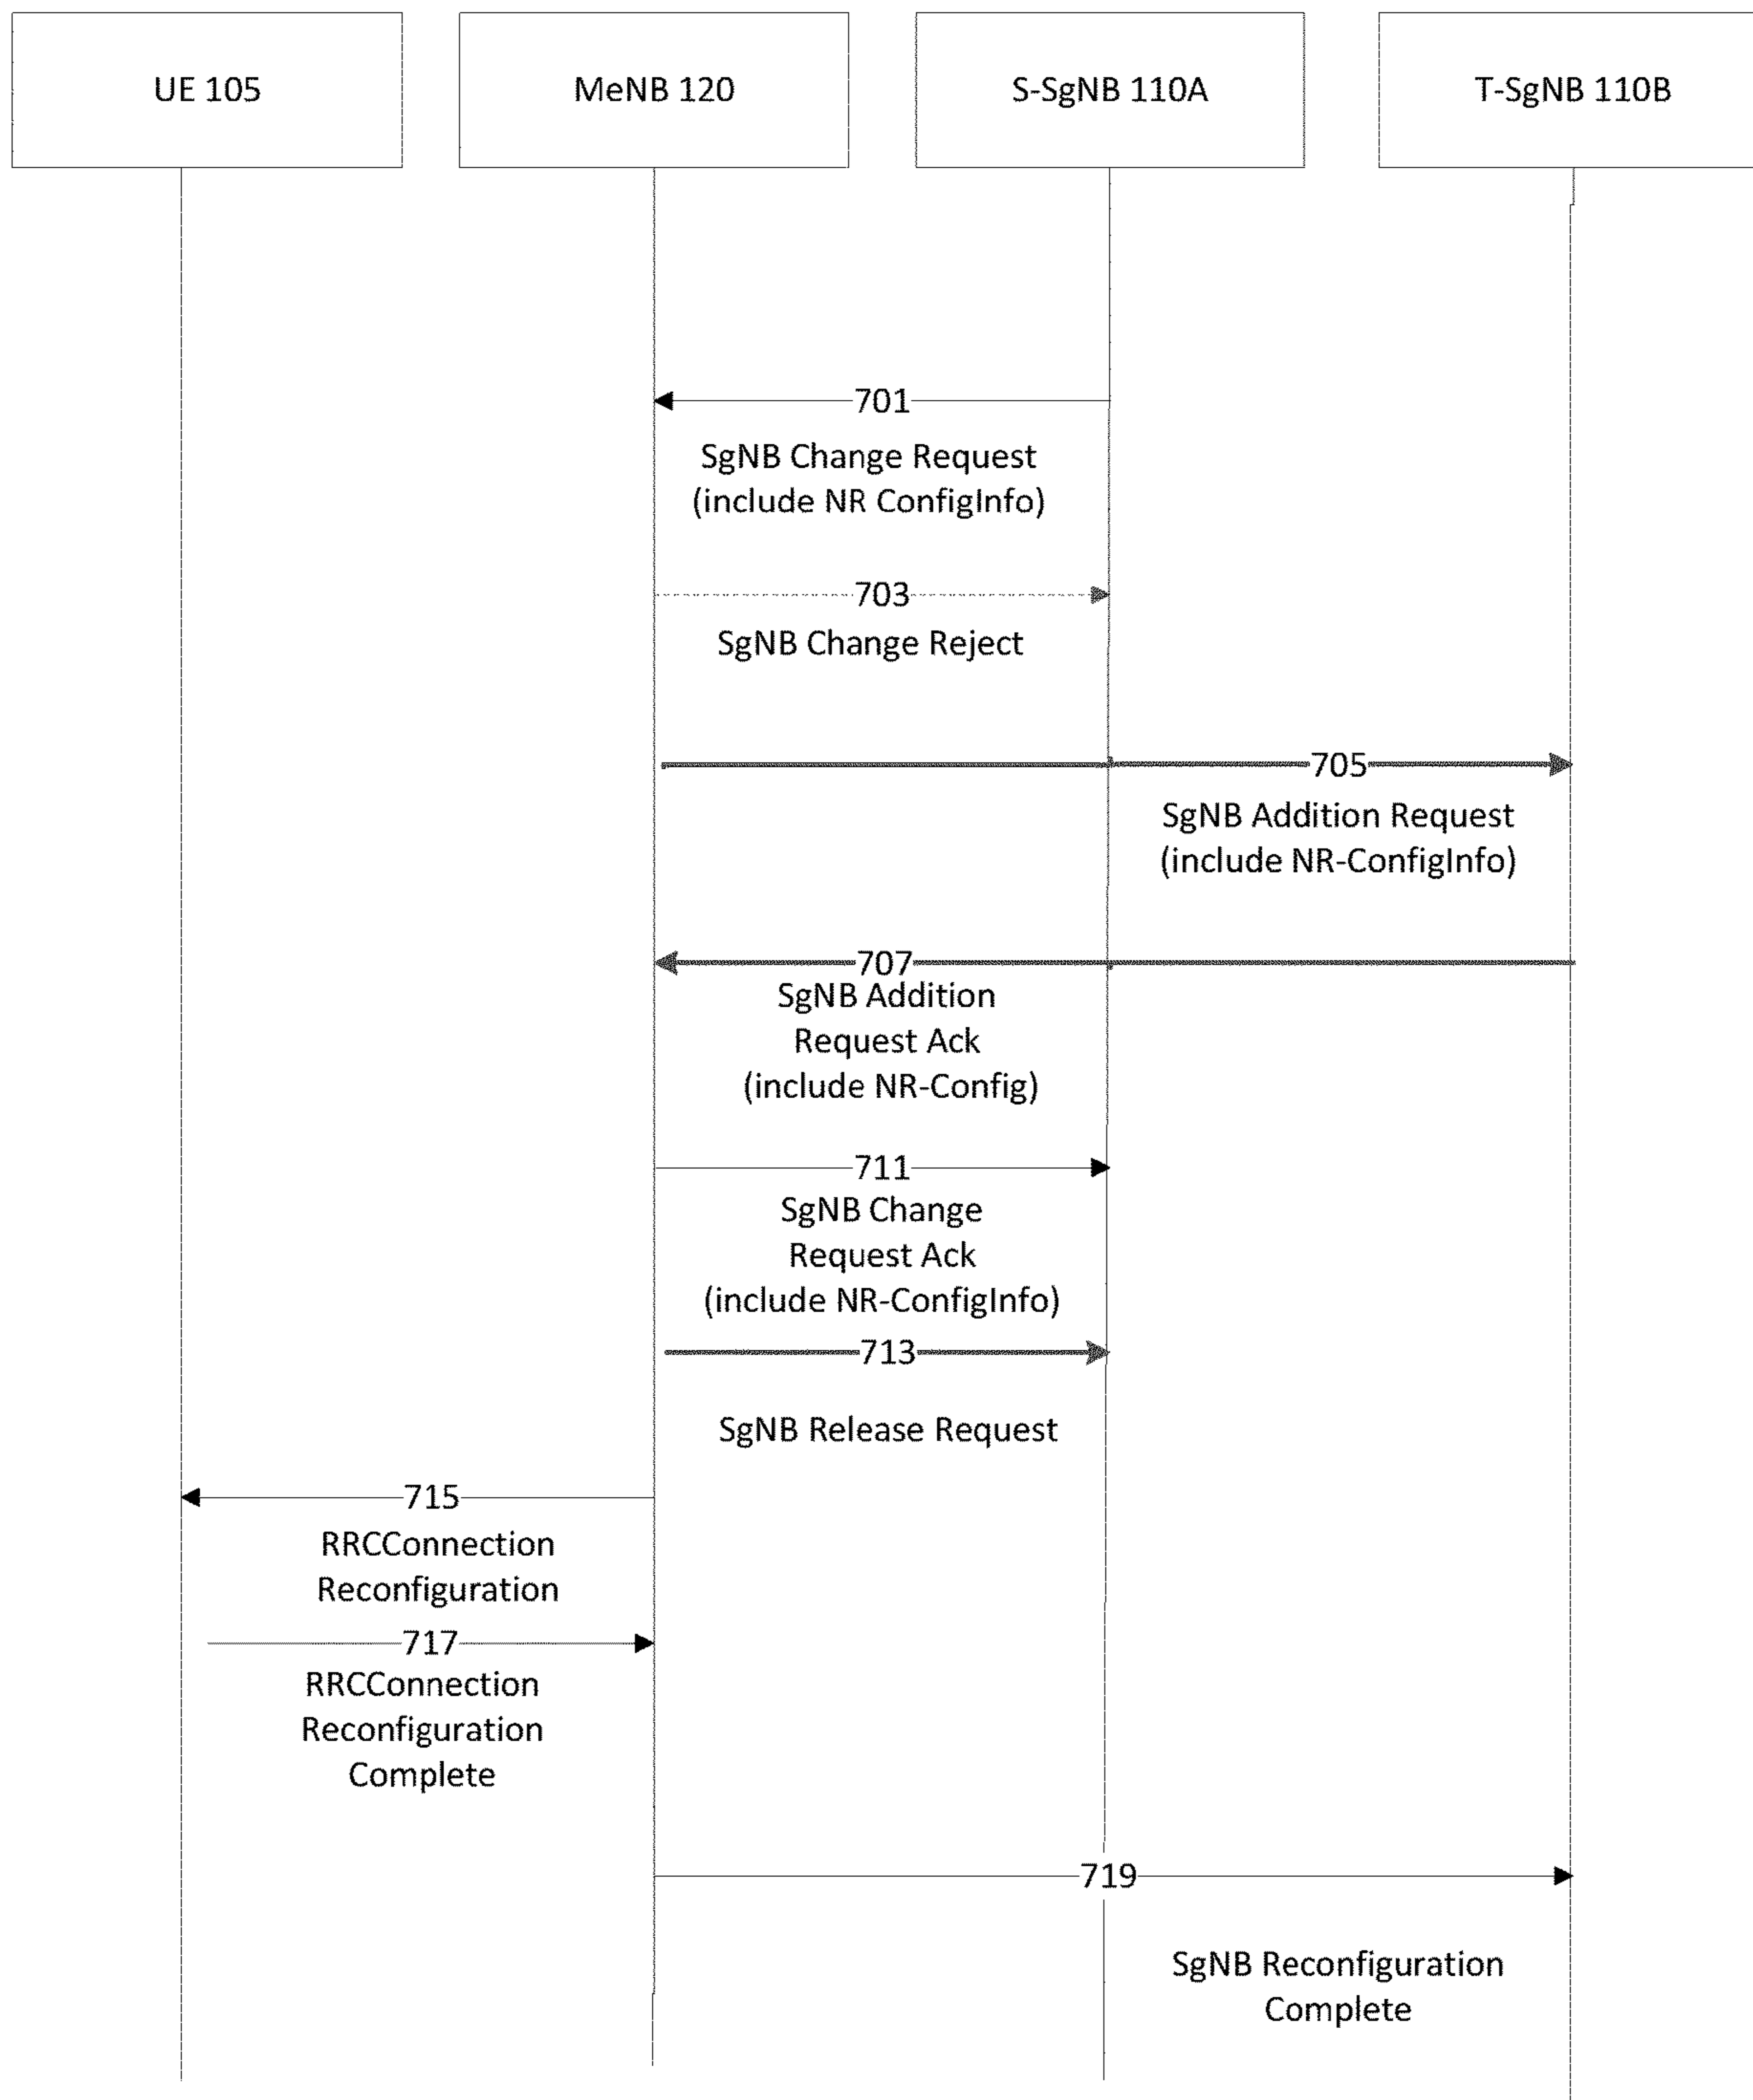 UE 105
MeNB 120
S-SgNB 110A
T-SgNB 110B
701
SgNB Change Request
(include NR ConfigInfo)
703
SgNB Change Reject
705
SgNB Addition Request
(include NR-ConfigInfo)
707
SgNB Addition
Request Ack
(include NR-Config)
711
SgNB Change
Request Ack
(include NR-ConfigInfo)
713
SgNB Release Request
715
RRCConnection
Reconfiguration
717
RRCConnection
Reconfiguration
Complete
719
SgNB Reconfiguration
Complete